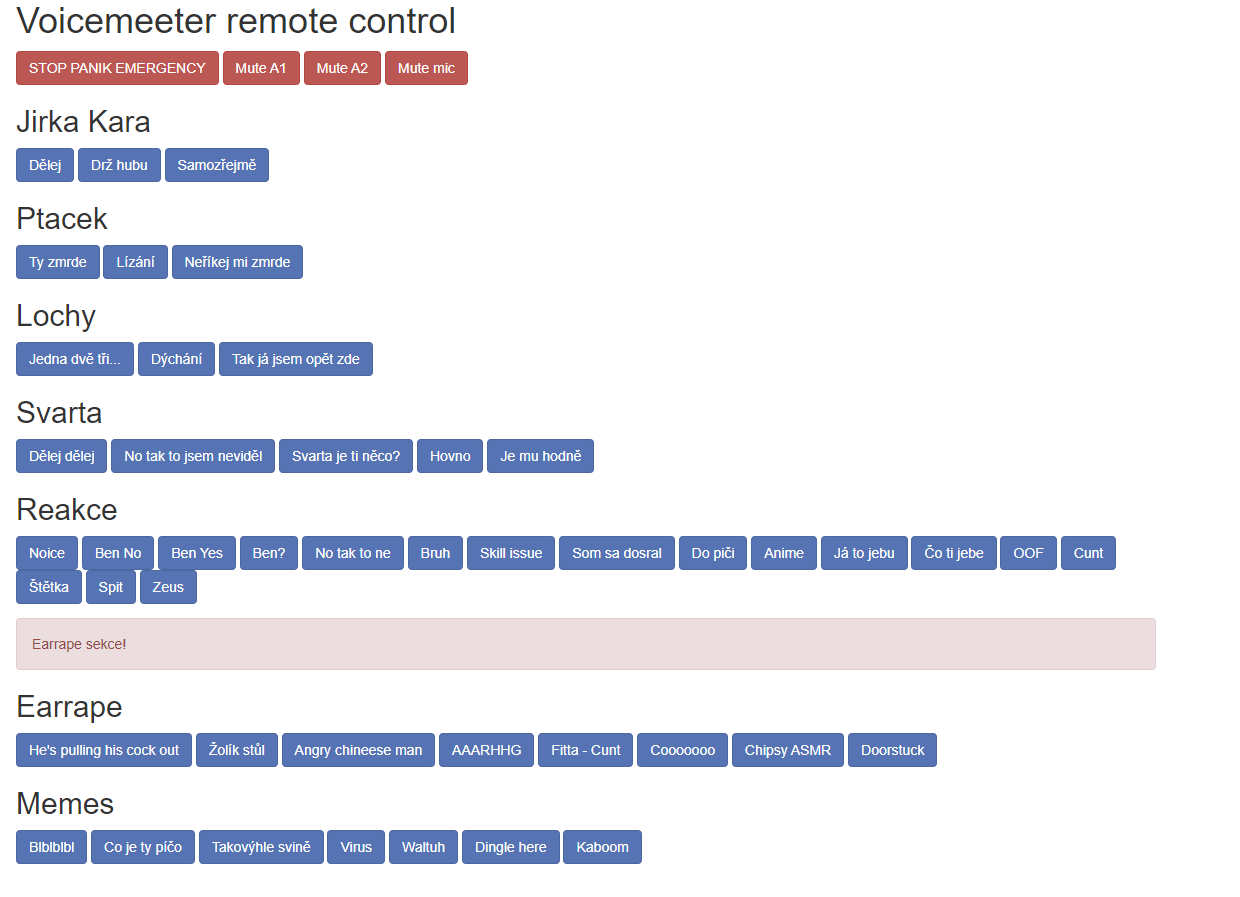 Voicemeeter remote control
STOP PANIK EMERGENCY Mute A1 Mute A2 Mute mic
Jirka Kara
Dělej Drž hubu Samozřejmě
Ptacek
Ty zmrde Lízání Neříkej mi zmrde
Lochy
Jedna dvě tři... Dýchání Tak já jsem opět zde
Svarta
Dělej dělej No tak to jsem neviděl Svarta je ti něco? Hovno Je mu hodně
Reakce
Noice Ben No Ben Yes Ben? No tak to ne Bruh Skill issue Som sa dosral Do piči Anime Já to jebu Čo ti jebe OOF Cunt
Štětka Spit Zeus
Earrape sekce!
Earrape
He's pulling his cock out Žolík stůl Angry chineese man AAARHHG Fitta - Cunt Cooooooo Chipsy ASMR Doorstuck
Memes
Blblblbl Co je ty píčo Takovýhle svině Virus Waltuh Dingle here Kaboom